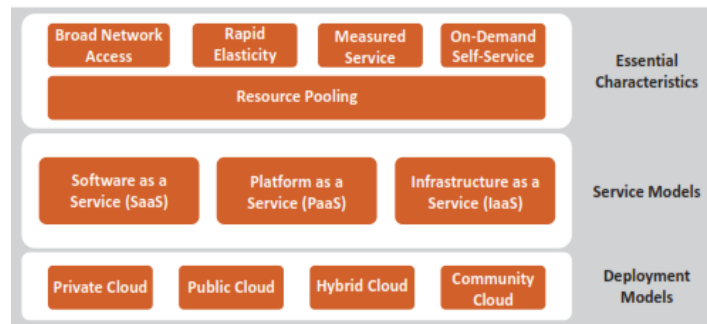 Broad Network
Access
Rapid
Elasticity
Measured
Service
On-Demand
Self-Service
Resource Pooling
Essential
Characteristics
Software as a
Service (SaaS)
Platform as a
Service (PaaS)
Infrastructure as a
Service (IaaS)
Service Models
Private Cloud
Public Cloud
Hybrid Cloud
Community
Cloud
Deployment
Models